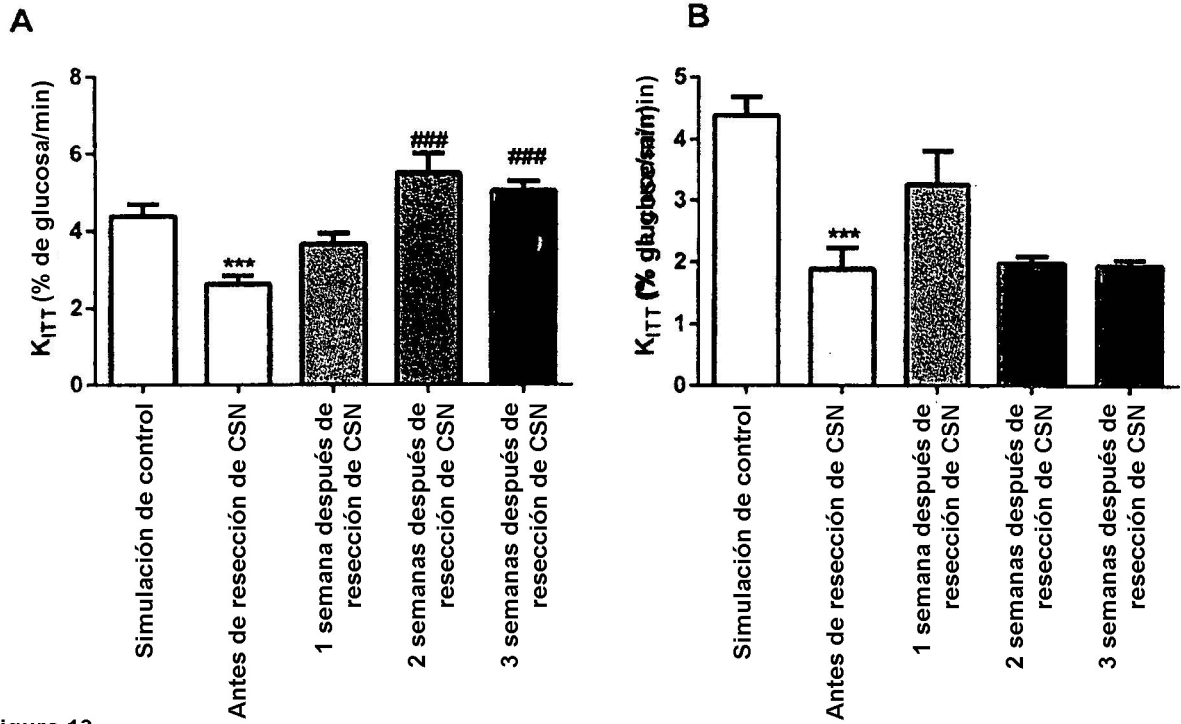 A
B
K_ITT (% de glucosa/min)
8
6
4
2
0
***
###
###
Simulación de control
Antes de resección de CSN
1 semana después de
resección de CSN
2 semanas después de
resección de CSN
3 semanas después de
resección de CSN
K_ITT (%
5
4
3
2
1
0
***
Simulación de control
Antes de resección de CSN
1 semana después de
resección de CSN
2 semanas después de
resección de CSN
3 semanas después de
resección de CSN